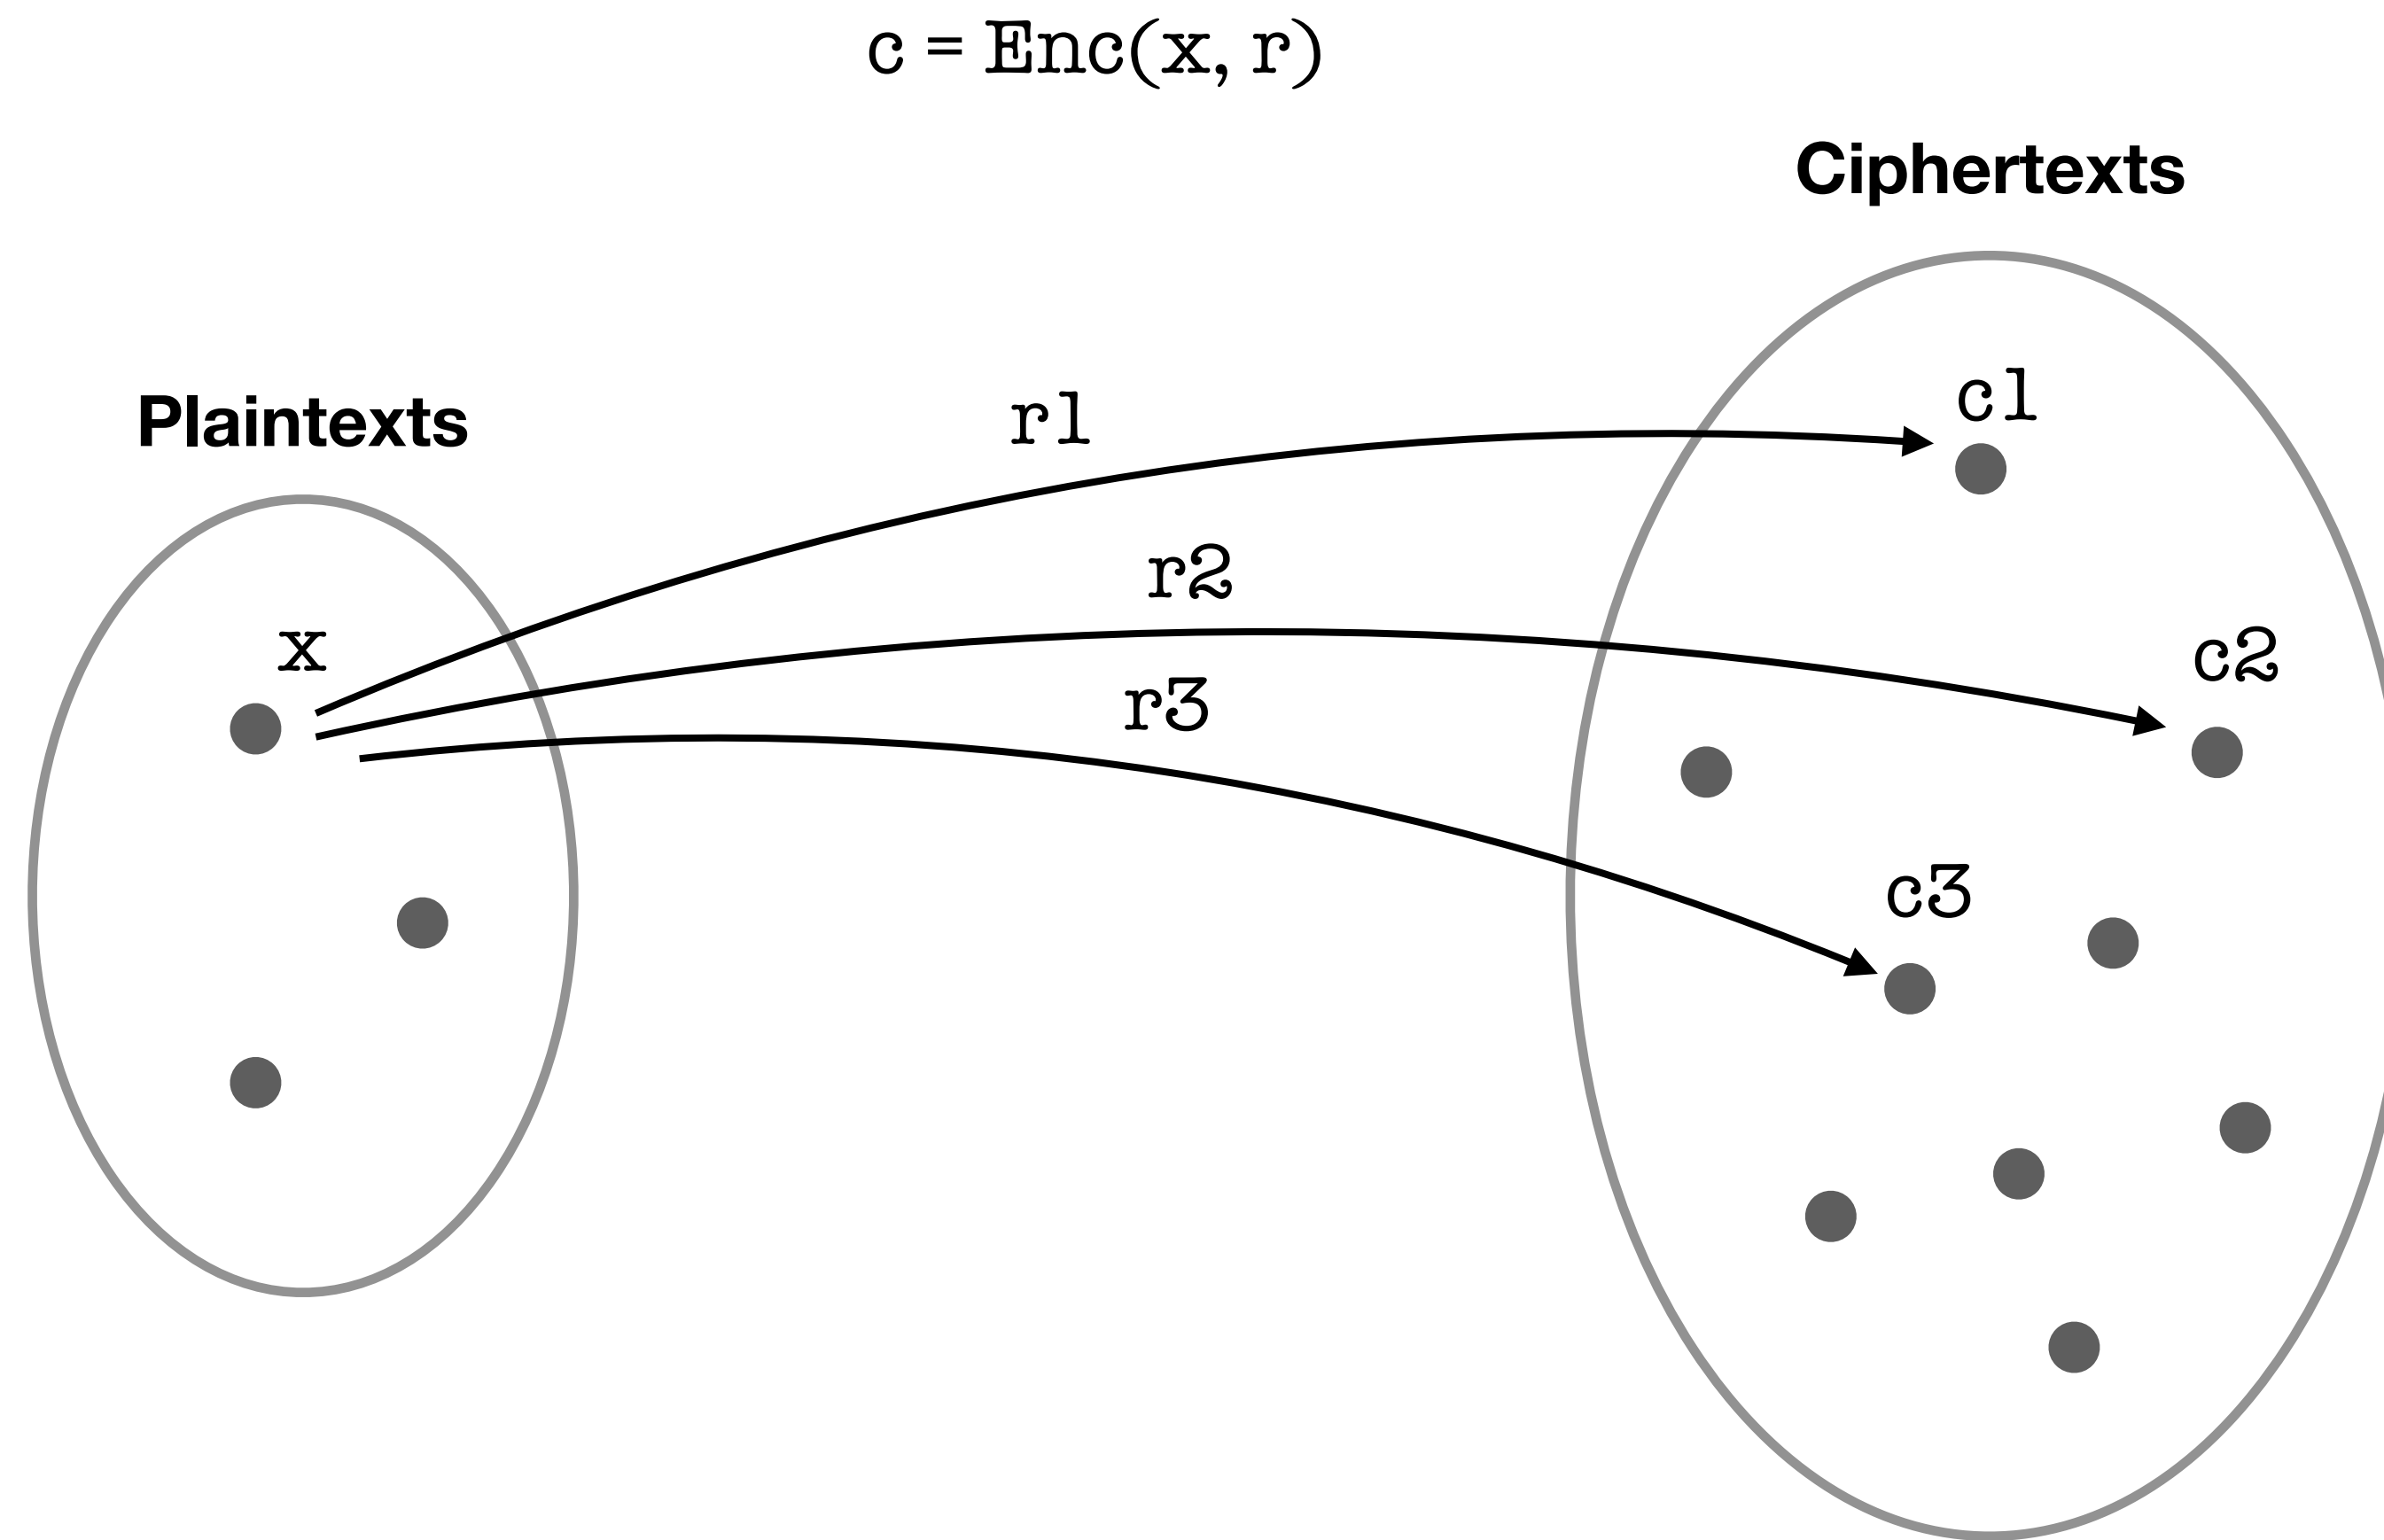 c = Enc(x, r)
Ciphertexts
Plaintexts
r1
c1
r2
x
c2
r3
c3